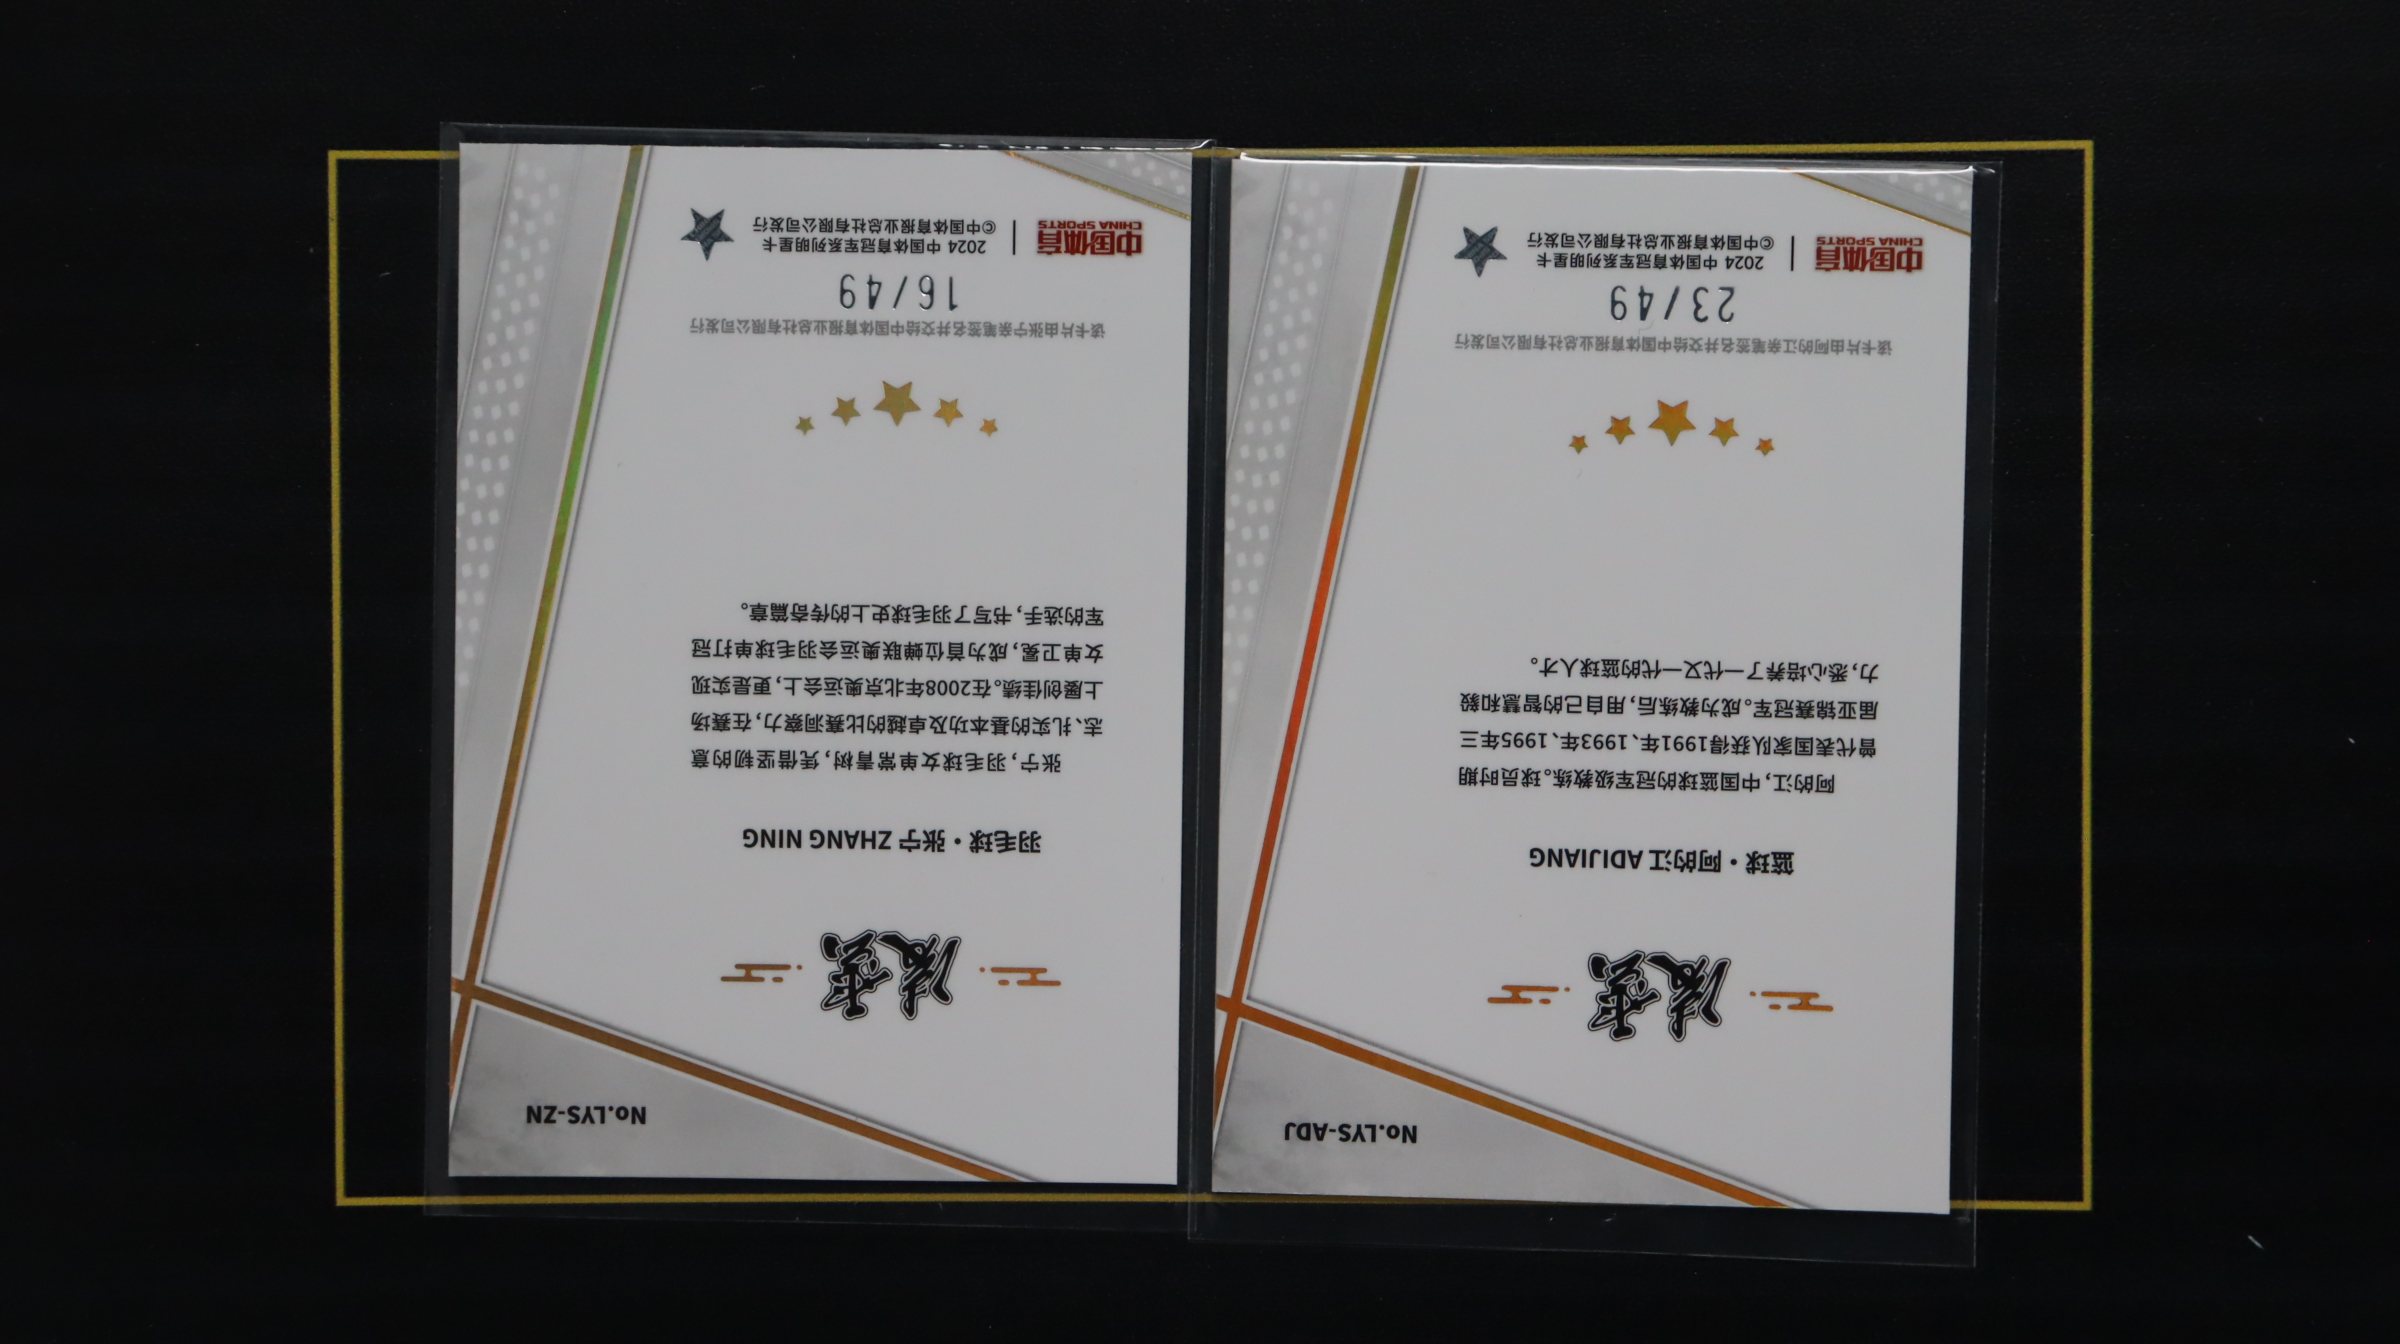 No.LYS-ADJ
凌雲
篮球・阿的江 ADIJIANG
阿的江，中国篮球的冠军级教练。球员时期
曾代表国家队获得1991年、1993年、1995年三
届亚锦赛冠军。成为教练后，用自己的智慧和毅
力，悉心培养了一代又一代的篮球人才。
该卡片由阿的江亲笔签名并交给中国体育报业总社有限公司发行
23/49
中国体育
CHINA SPORTS
2024 中国体育冠军系列明星卡
©中国体育报业总社有限公司发行
No.LYS-ZN
凌雲
羽毛球・张宁 ZHANG NING
张宁，羽毛球女单常青树，凭借坚韧的意
志、扎实的基本功及卓越的比赛洞察力，在赛场
上屡创佳绩。在2008年北京奥运会上，更是实现
女单卫冕，成为首位蝉联奥运会羽毛球单打冠
军的选手，书写了羽毛球史上的传奇篇章。
该卡片由张宁亲笔签名并交给中国体育报业总社有限公司发行
16/49
中国体育
CHINA SPORTS
2024 中国体育冠军系列明星卡
©中国体育报业总社有限公司发行